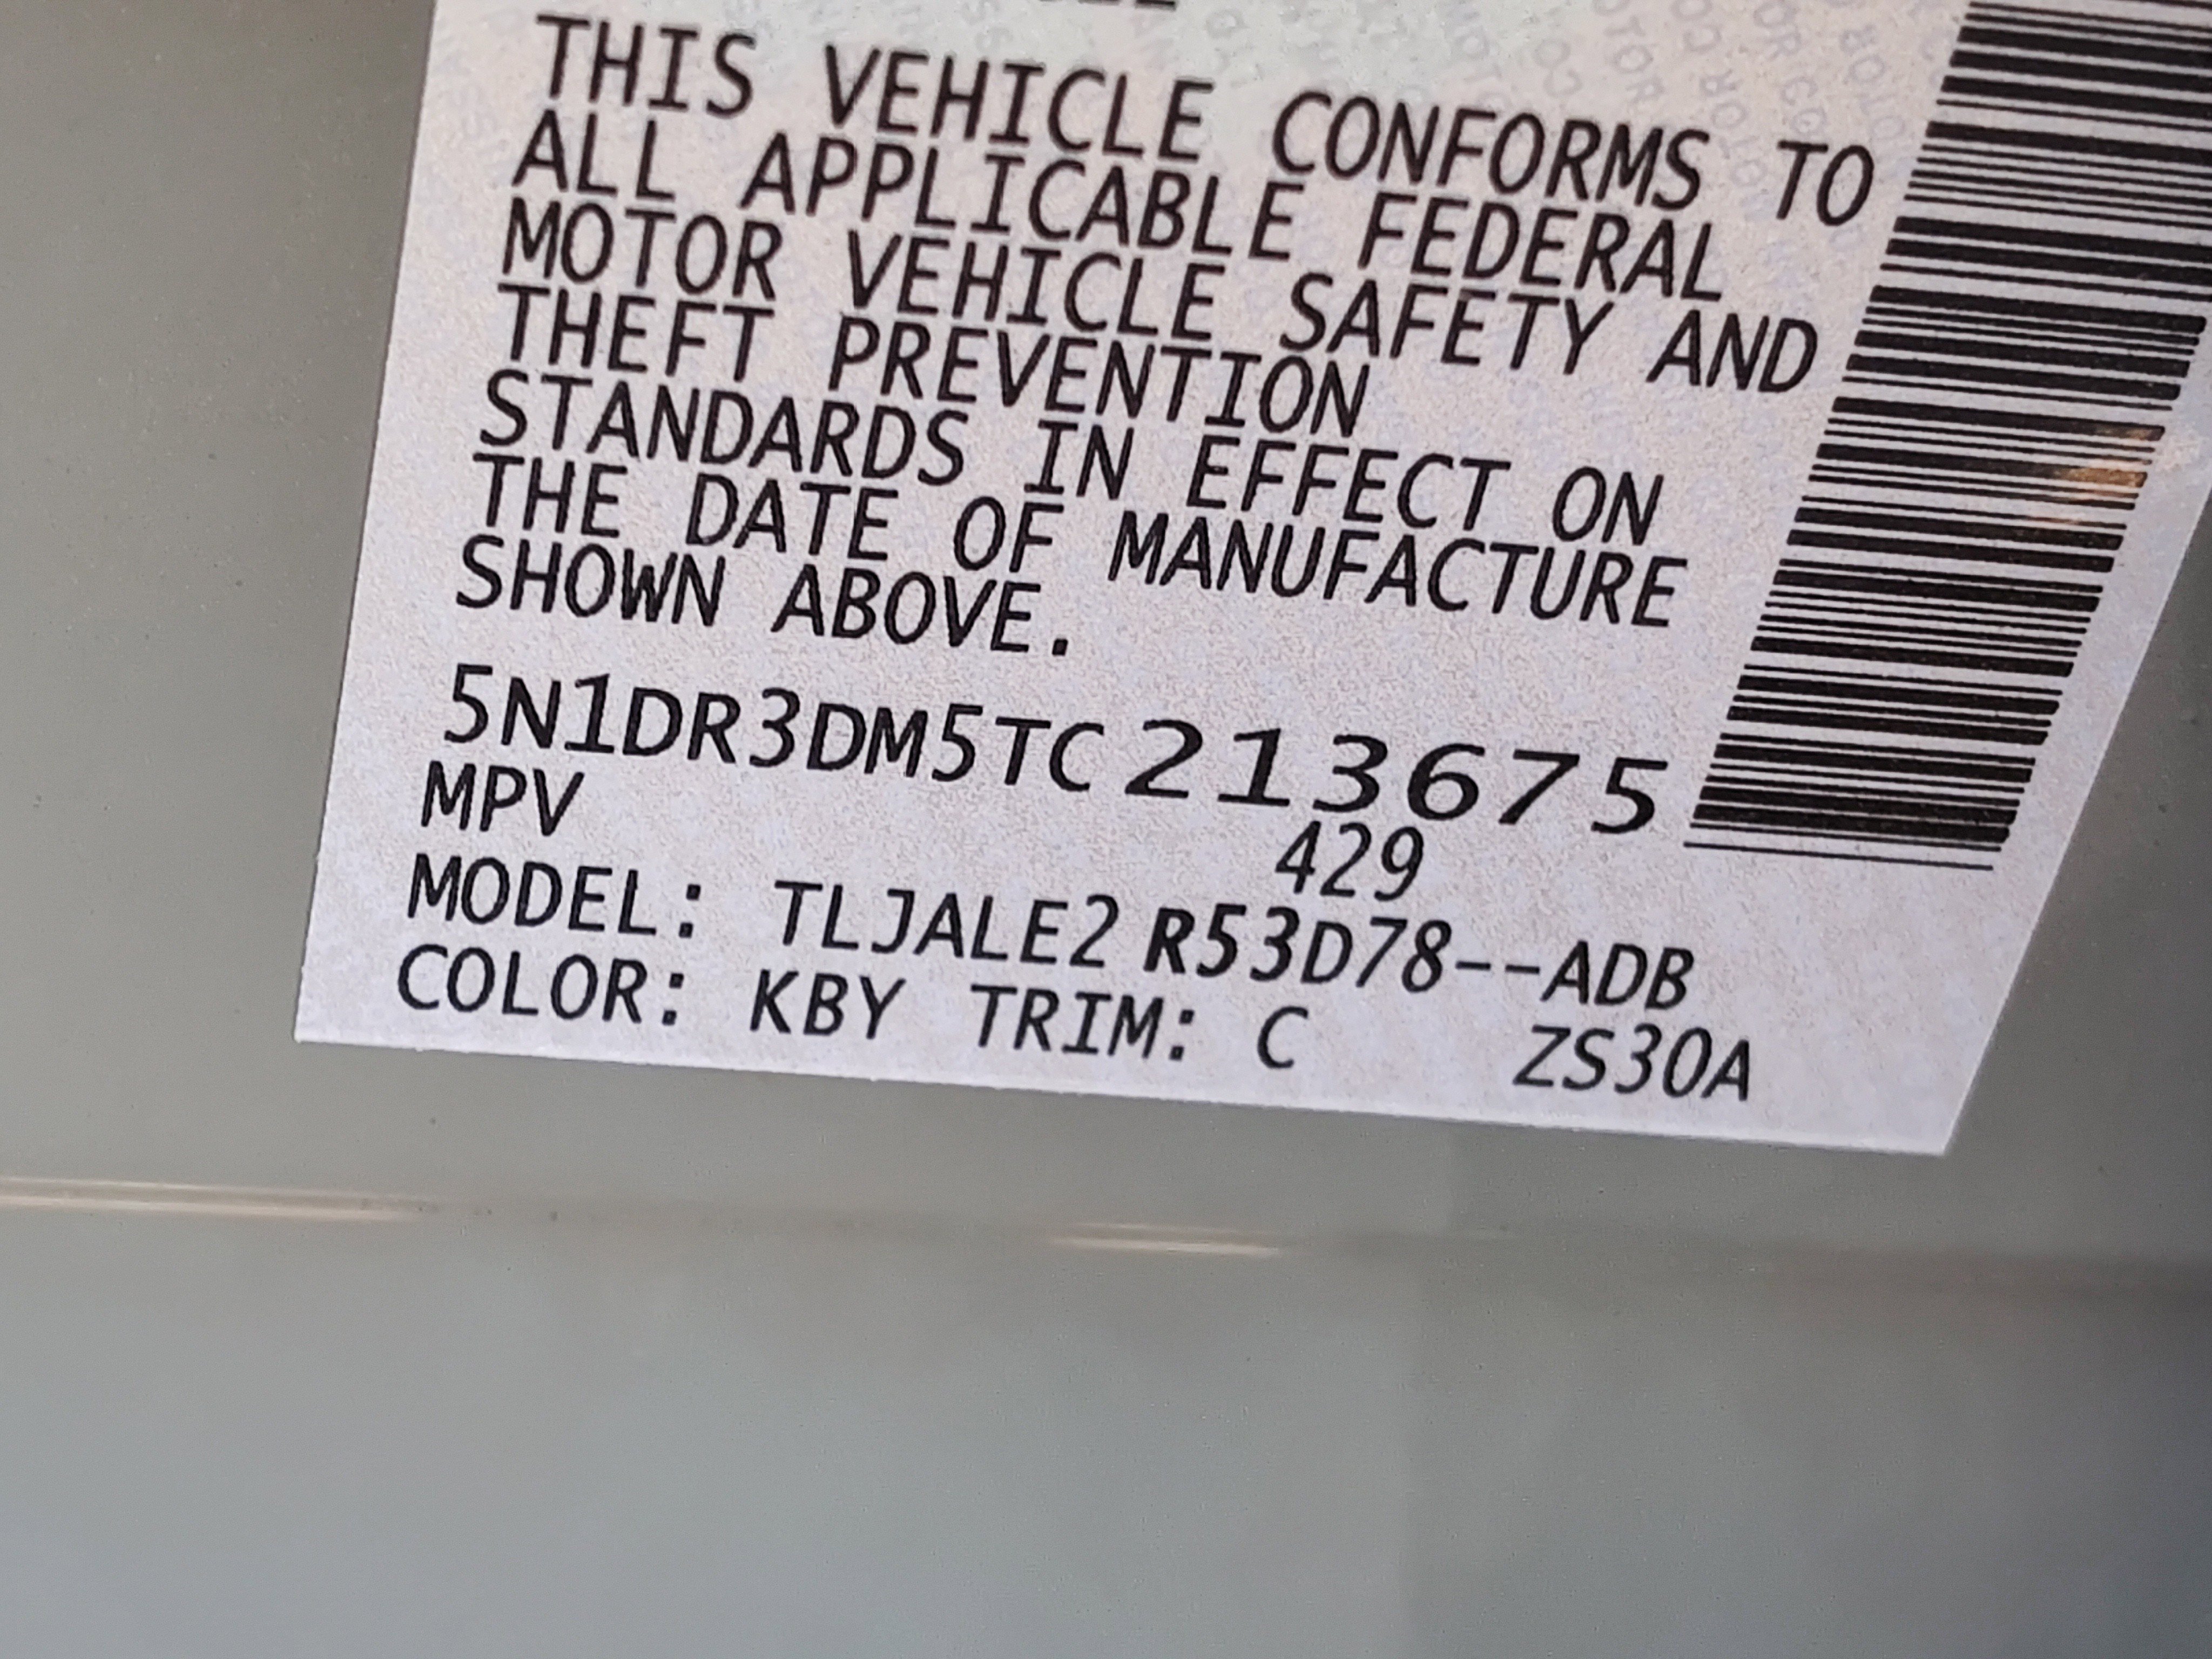 THIS VEHICLE CONFORMS TO
ALL APPLICABLE FEDERAL
MOTOR VEHICLE SAFETY AND
THEFT PREVENTION
STANDARDS IN EFFECT ON
THE DATE OF MANUFACTURE
SHOWN ABOVE.
5N1DR3DM5TC213675
MPV 429
MODEL: TLJALE2 R53D78--ADB
COLOR: KBY TRIM: C ZS30A